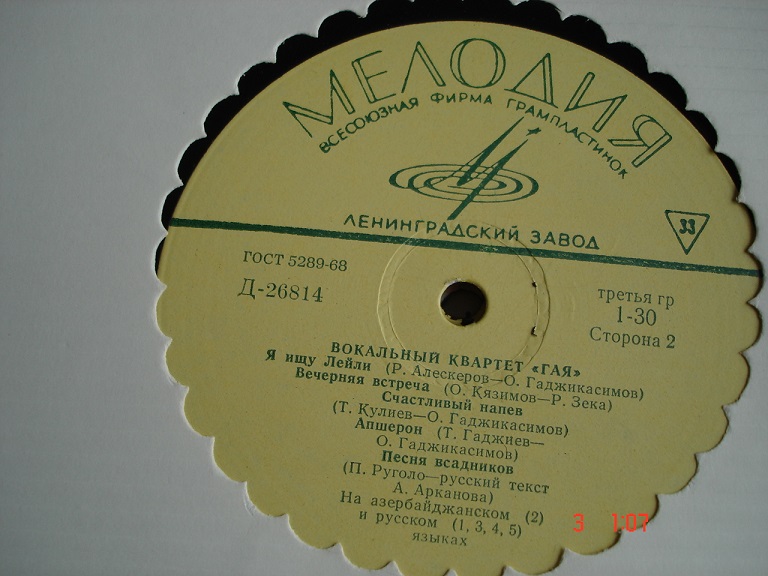 МЕЛОДИЯ
ВСЕСОЮЗНАЯ ФИРМА ГРАМПЛАСТИНОК
ЛЕНИНГРАДСКИЙ ЗАВОД
33
ГОСТ 5289-68
Д-26814
третья гр
1-30
Сторона 2
ВОКАЛЬНЫЙ КВАРТЕТ «ГАЯ»
Я ищу Лейли (Р. Алескеров—О. Гаджикасимов)
Вечерняя встреча (О. Кязимов—Р. Зека)
Счастливый напев
(Т. Кулиев—О. Гаджикасимов)
Апшерон (Т. Гаджиев—
О. Гаджикасимов)
Песня всадников
(П. Руголо—русский текст
А. Арканова)
На азербайджанском (2)
и русском (1, 3, 4, 5)
языках
3 1:07